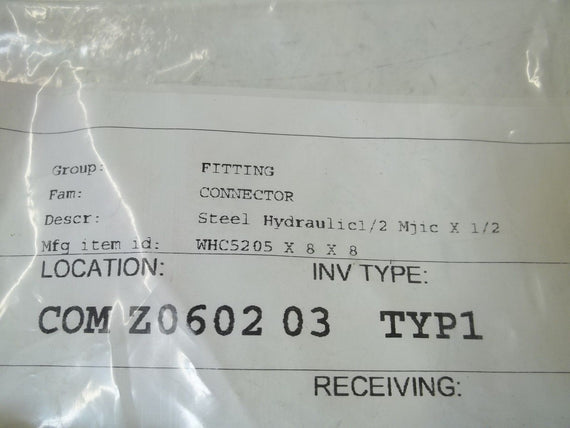 Group: FITTING
Fam: CONNECTOR
Descr: Steel Hydraulic1/2 Mjic X 1/2
Mfg item id: WHC5205 X 8 X 8
LOCATION: INV TYPE:
COM Z0602 03 TYP1
RECEIVING: